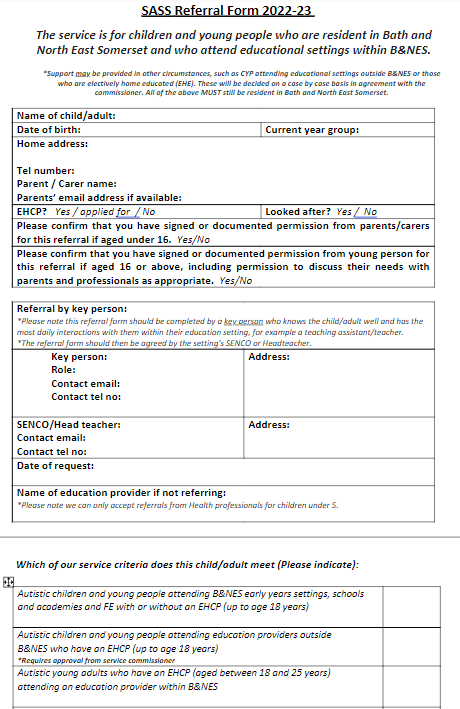 SASS Referral Form 2022-23
The service is for children and young people who are resident in Bath and
North East Somerset and who attend educational settings within B&NES.
*Support may be provided in other circumstances, such as CYP attending educational settings outside B&NES or those
who are electively home educated (EHE). These will be decided on a case by case basis in agreement with the
commissioner. All of the above MUST still be resident in Bath and North East Somerset.
Name of child/adult:
Date of birth: Current year group:
Home address:
Tel number:
Parent / Carer name:
Parents' email address if available:
EHCP? Yes / applied for / No Looked after? Yes / No
Please confirm that you have signed or documented permission from parents/carers
for this referral if aged under 16. Yes/No
Please confirm that you have signed or documented permission from young person for
this referral if aged 16 or above, including permission to discuss their needs with
parents and professionals as appropriate. Yes/No
Referral by key person:
*Please note this referral form should be completed by a key person who knows the child/adult well and has the
most daily interactions with them within their education setting, for example a teaching assistant/teacher.
*The referral form should then be agreed by the setting's SENCO or Headteacher.
Key person: Address:
Role:
Contact email:
Contact tel no:
SENCO/Head teacher: Address:
Contact email:
Contact tel no:
Date of request:
Name of education provider if not referring:
*Please note we can only accept referrals from Health professionals for children under 5.
Which of our service criteria does this child/adult meet (Please indicate):
Autistic children and young people attending B&NES early years settings, schools
and academies and FE with or without an EHCP (up to age 18 years)
Autistic children and young people attending education providers outside
B&NES who have an EHCP (up to age 18 years)
*Requires approval from service commissioner
Autistic young adults who have an EHCP (aged between 18 and 25 years)
attending an education provider within B&NES